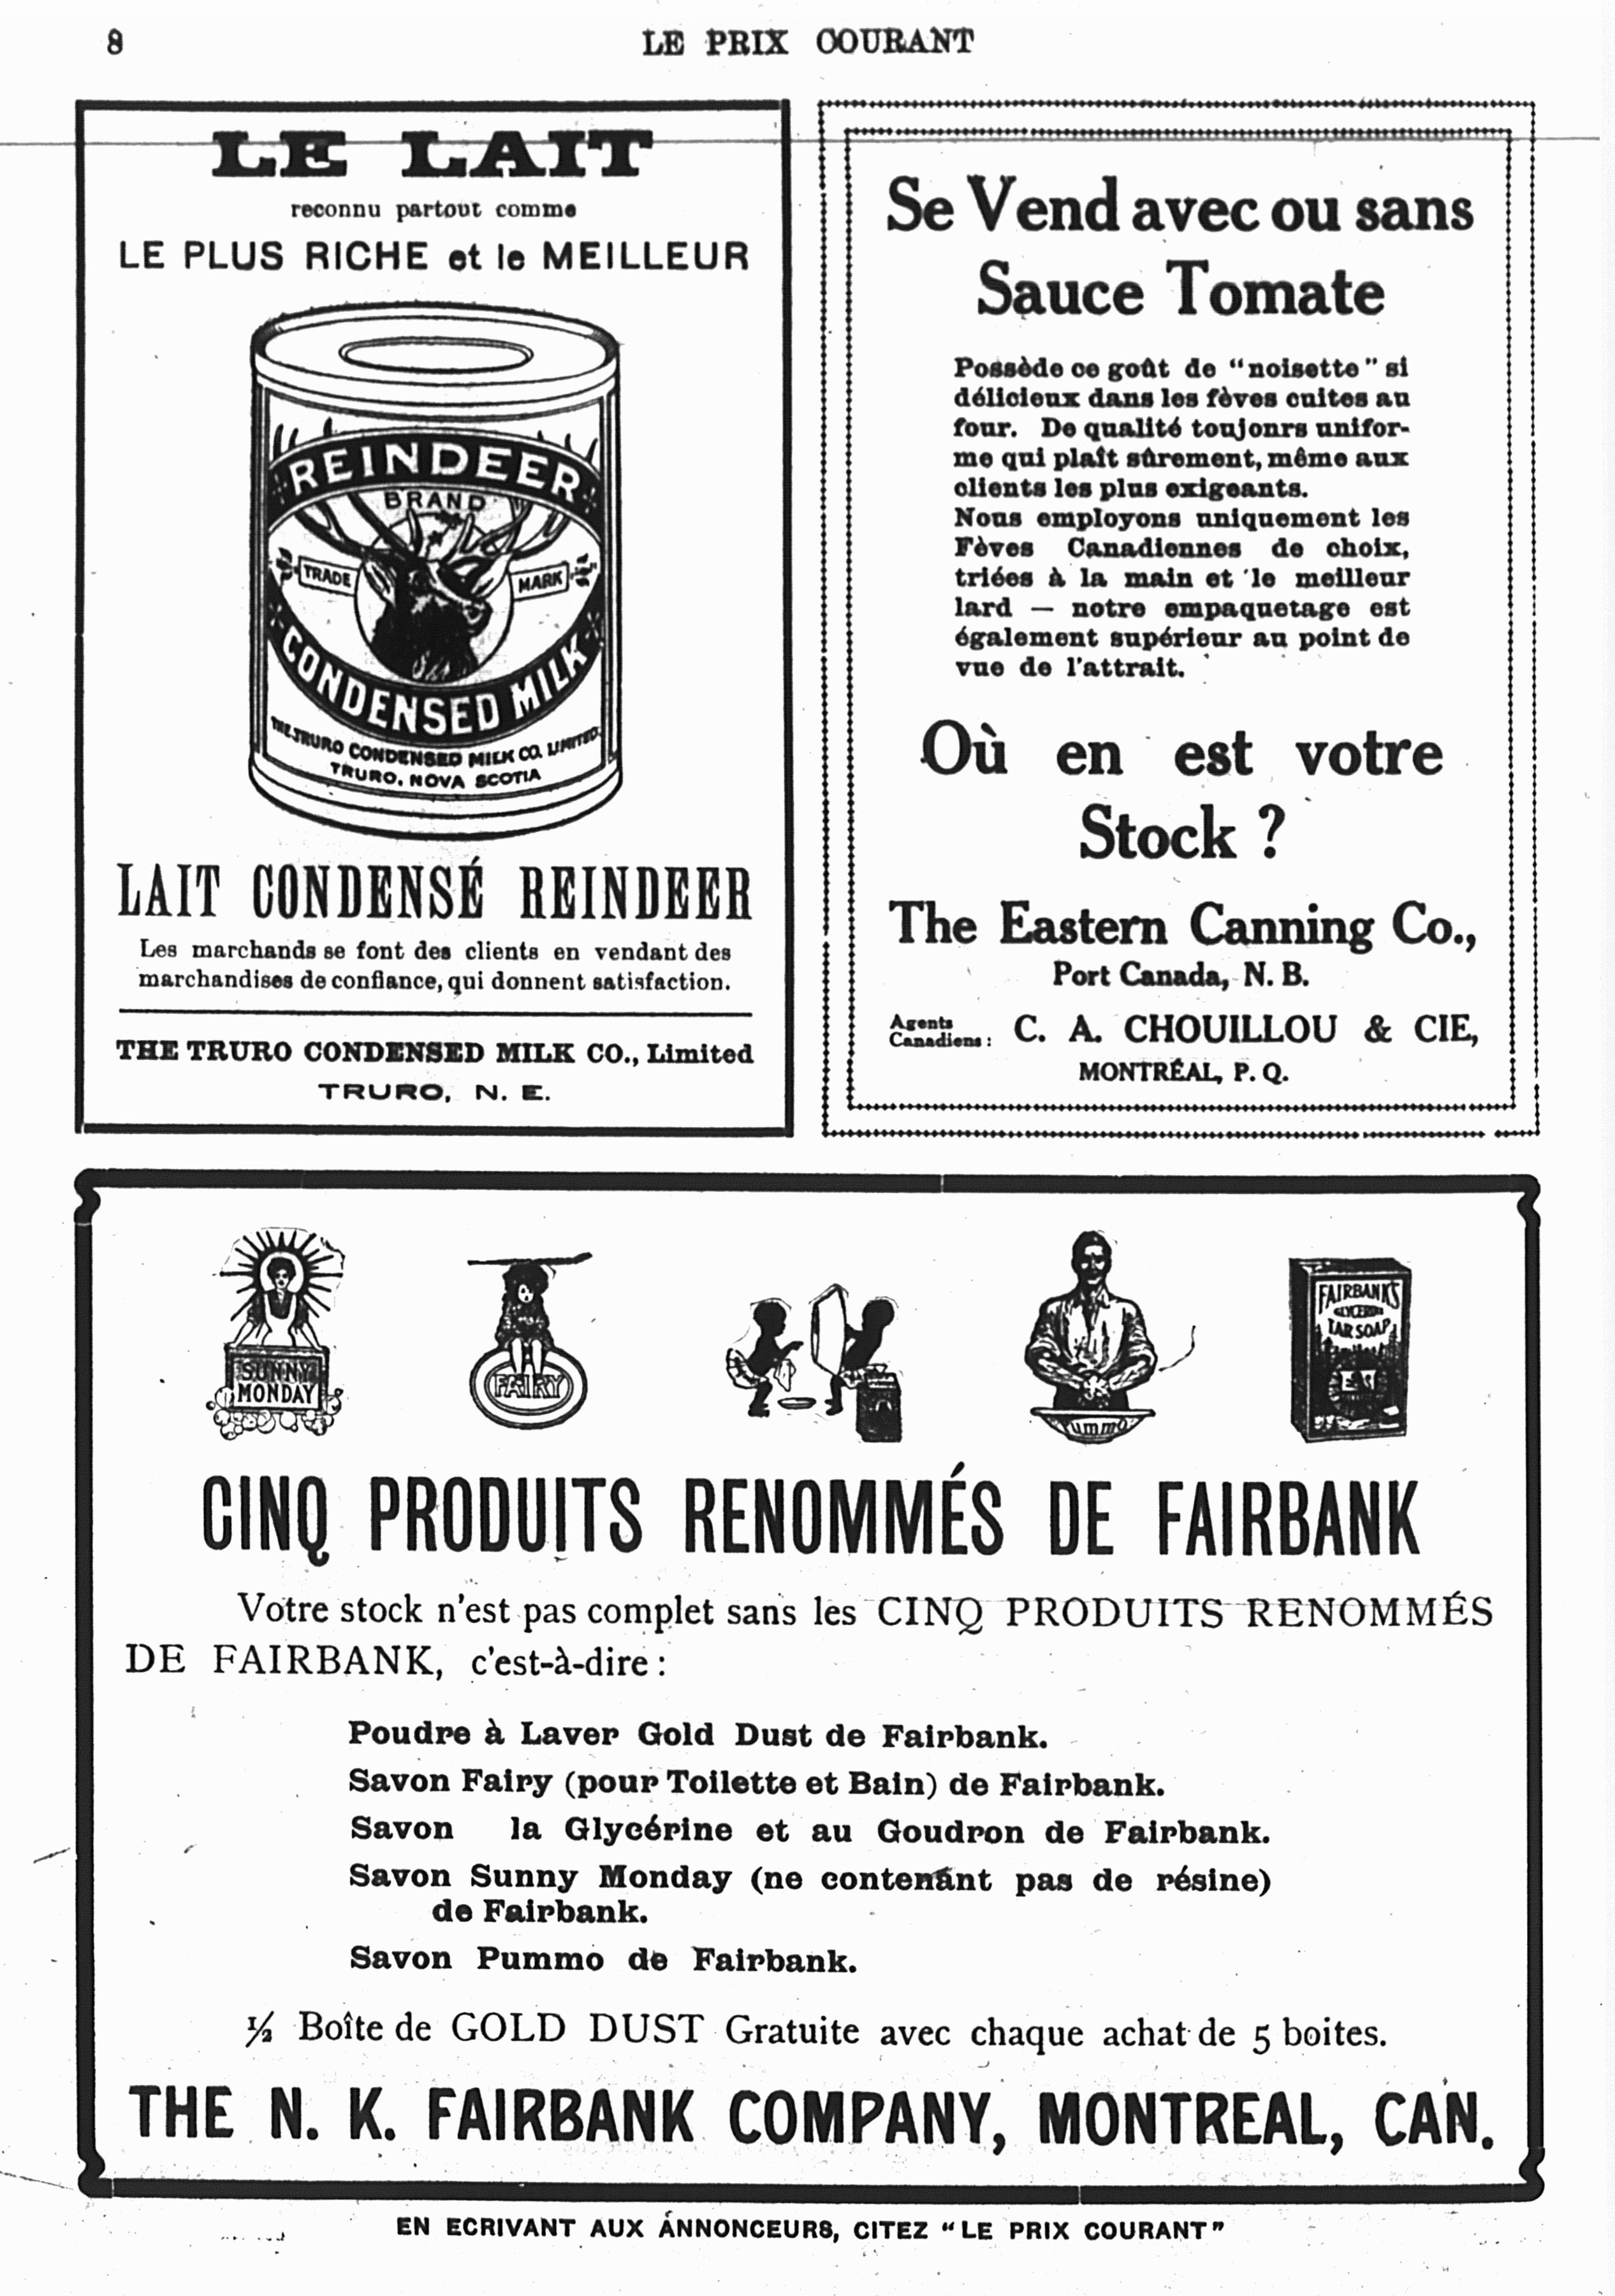 8
LE PRIX COURANT
LE LAIT
reconnu partout comme
LE PLUS RICHE et le MEILLEUR
REINDEER
BRAND
TRADE
MARK
CONDENSED MILK
THE TRURO CONDENSED MILK CO. LIMITED.
TRURO, NOVA SCOTIA
LAIT CONDENSÉ REINDEER
Les marchands se font des clients en vendant des
marchandises de confiance, qui donnent satisfaction.
THE TRURO CONDENSED MILK CO., Limited
TRURO, N. E.
Se Vend avec ou sans
Sauce Tomate
Possède ce goût de "noisette" si
délicieux dans les fèves cuites au
four. De qualité toujonrs unifor-
me qui plaît sûrement, même aux
clients les plus exigeants.
Nous employons uniquement les
Fèves Canadiennes de choix,
triées à la main et le meilleur
lard — notre empaquetage est
également supérieur au point de
vue de l'attrait.
Où en est votre
Stock ?
The Eastern Canning Co.,
Port Canada, N. B.
Agents
Canadiens : C. A. CHOUILLOU & CIE,
MONTRÉAL, P. Q.
SUNNY
MONDAY
FAIRY
ummo
FAIRBANK'S
GLYCERINE
TAR SOAP
CINQ PRODUITS RENOMMÉS DE FAIRBANK
Votre stock n'est pas complet sans les CINQ PRODUITS RENOMMÉS
DE FAIRBANK, c'est-à-dire :
Poudre à Laver Gold Dust de Fairbank.
Savon Fairy (pour Toilette et Bain) de Fairbank.
Savon la Glycérine et au Goudron de Fairbank.
Savon Sunny Monday (ne contenant pas de résine)
de Fairbank.
Savon Pummo de Fairbank.
½ Boîte de GOLD DUST Gratuite avec chaque achat de 5 boites.
THE N. K. FAIRBANK COMPANY, MONTREAL, CAN.
EN ECRIVANT AUX ANNONCEURS, CITEZ "LE PRIX COURANT"